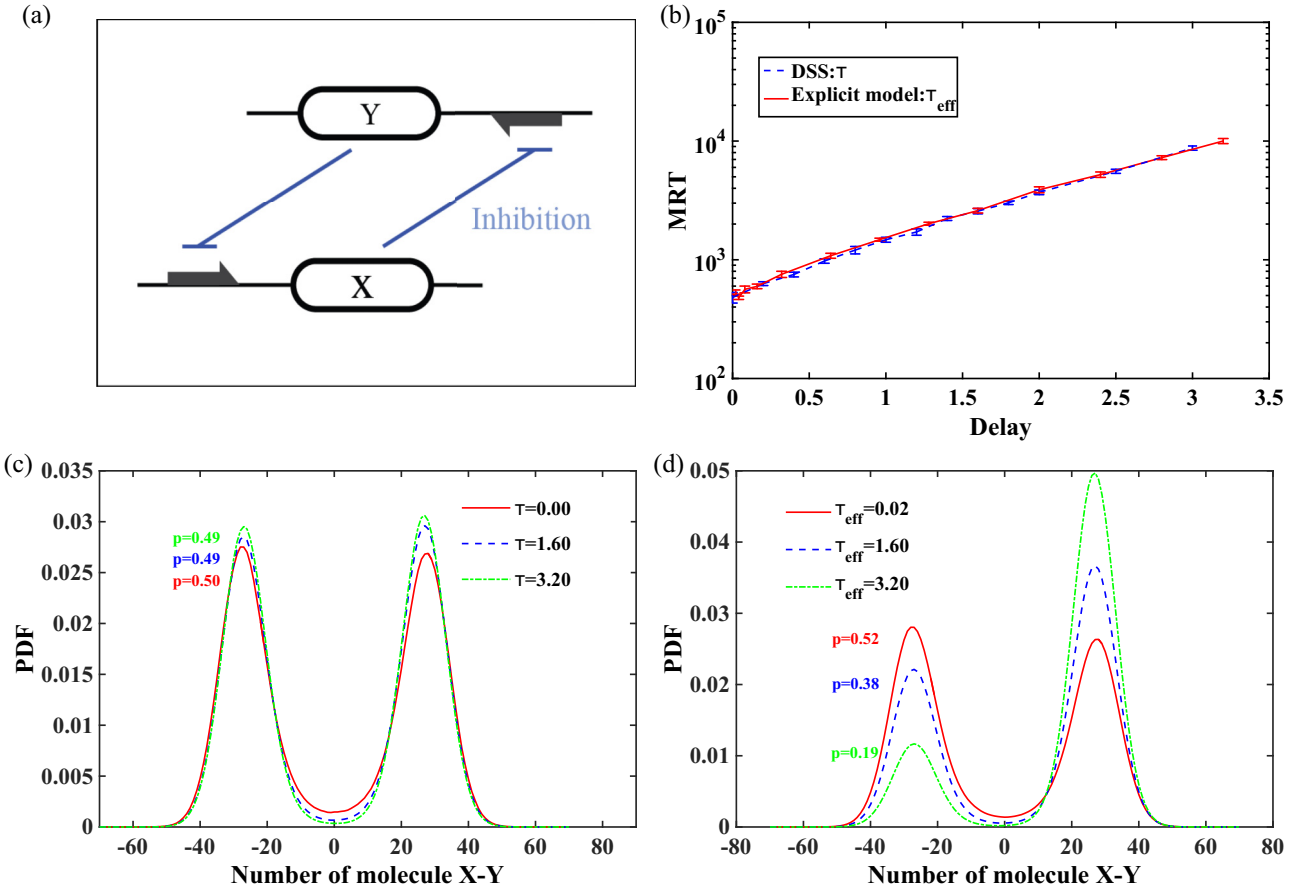 (a)
Y
Inhibition
X
(b)
10^5
10^4
10^3
10^2
MRT
DSS:τ
Explicit model:τ_eff
0 0.5 1 1.5 2 2.5 3 3.5
Delay
(c)
0.035
0.03
0.025
0.02
0.015
0.01
0.005
0
PDF
p=0.49
p=0.49
p=0.50
τ=0.00
τ=1.60
τ=3.20
-60 -40 -20 0 20 40 60 80
Number of molecule X-Y
(d)
0.05
0.04
0.03
0.02
0.01
0
PDF
τ_eff=0.02
τ_eff=1.60
τ_eff=3.20
p=0.52
p=0.38
p=0.19
-80 -60 -40 -20 0 20 40 60 80
Number of molecule X-Y